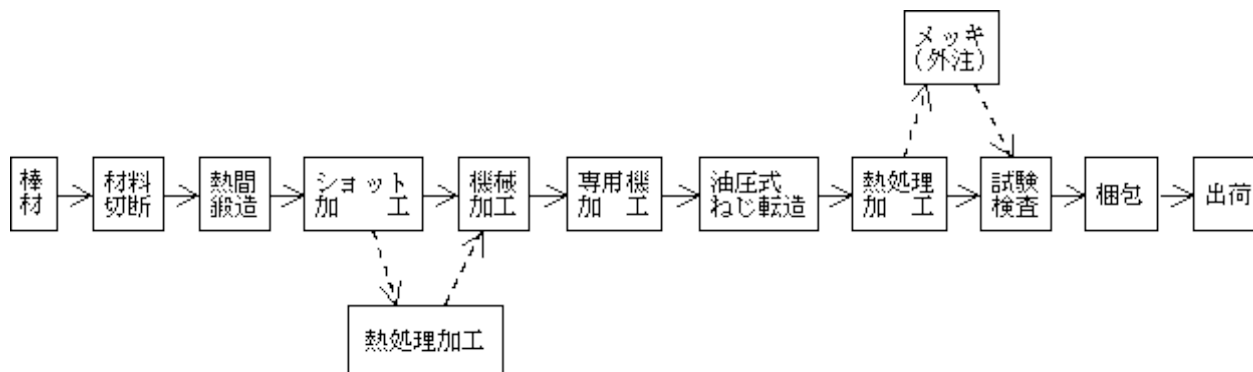 メッキ
(外注)
棒
材
材料
切断
熱間
鍛造
ショット
加　工
機械
加工
専用機
加　工
油圧式
ねじ転造
熱処理
加　工
試験
検査
梱包
出荷
熱処理加工